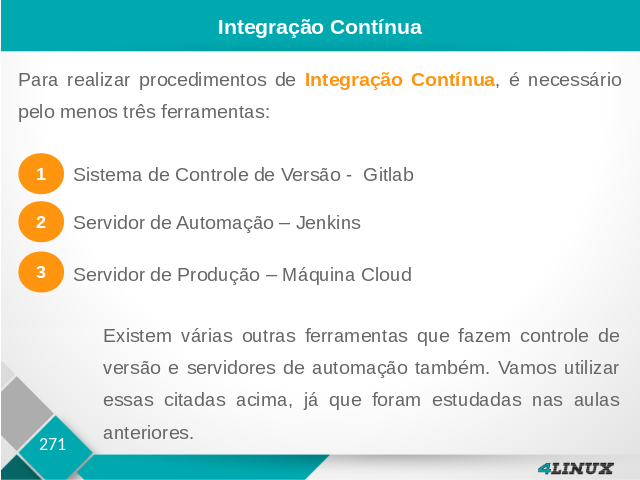 Integração Contínua
Para realizar procedimentos de Integração Contínua, é necessário
pelo menos três ferramentas:
1 Sistema de Controle de Versão -  Gitlab
2 Servidor de Automação – Jenkins
3 Servidor de Produção – Máquina Cloud
Existem várias outras ferramentas que fazem controle de
versão e servidores de automação também. Vamos utilizar
essas citadas acima, já que foram estudadas nas aulas
anteriores.
271
4LINUX